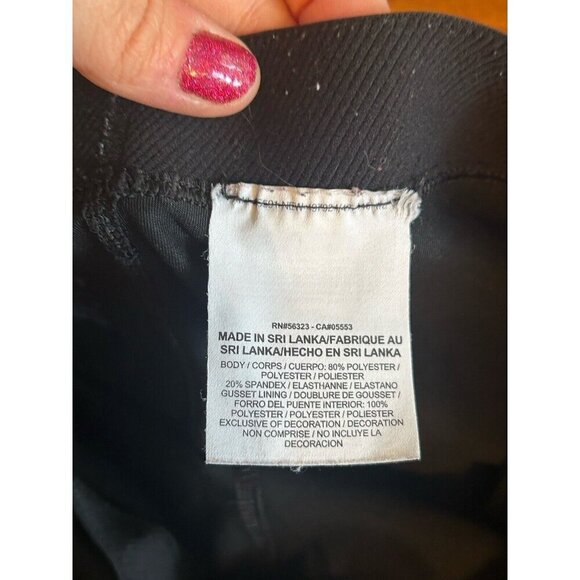 RN#56323 - CA#05553
MADE IN SRI LANKA/FABRIQUE AU
SRI LANKA/HECHO EN SRI LANKA
BODY / CORPS / CUERPO: 80% POLYESTER /
POLYESTER / POLIESTER
20% SPANDEX / ELASTHANNE / ELASTANO
GUSSET LINING / DOUBLURE DE GOUSSET /
FORRO DEL PUENTE INTERIOR: 100%
POLYESTER / POLYESTER / POLIESTER
EXCLUSIVE OF DECORATION / DECORATION
NON COMPRISE / NO INCLUYE LA
DECORACION